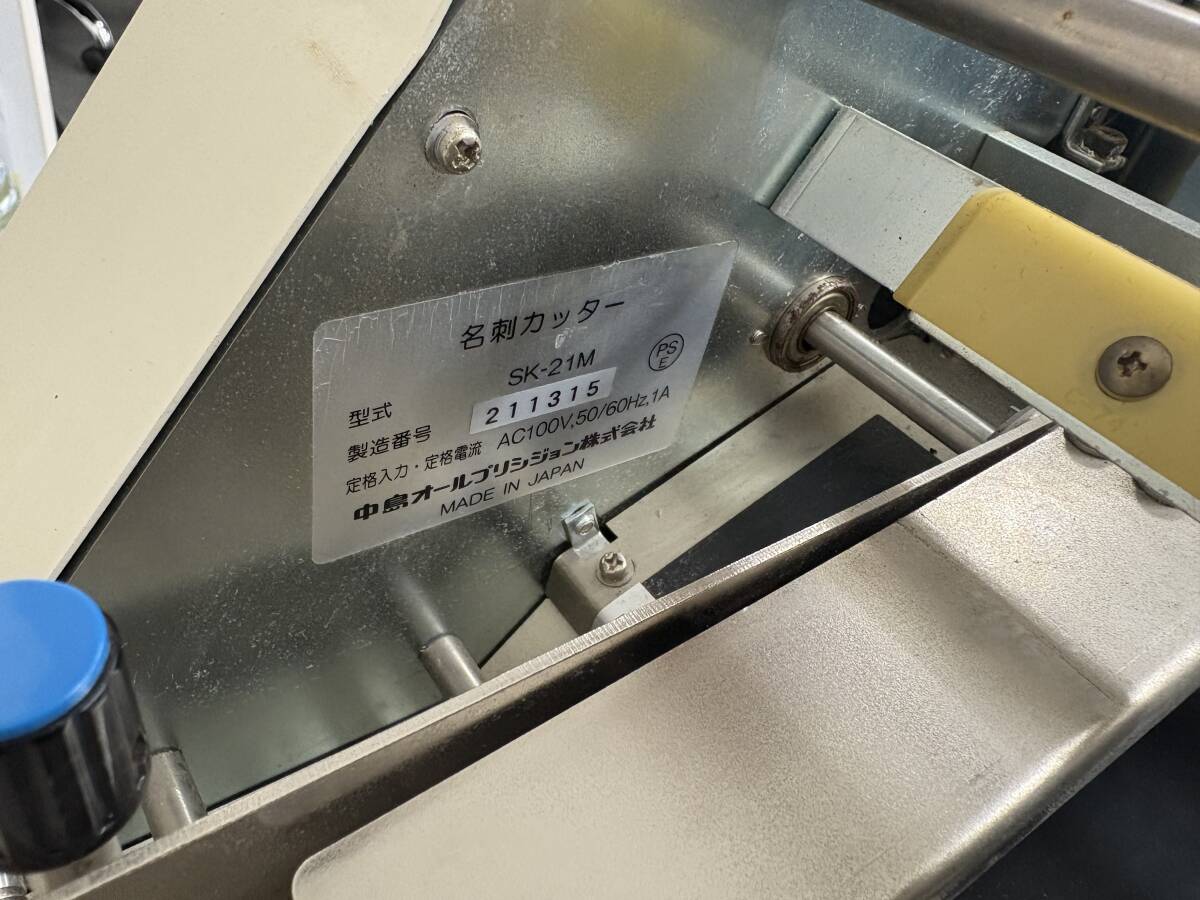 名刺カッター
型式 SK-21M
製造番号 211315
定格入力・定格電流 AC100V,50/60Hz,1A
PS
E
中島オールプリシジョン株式会社
MADE IN JAPAN